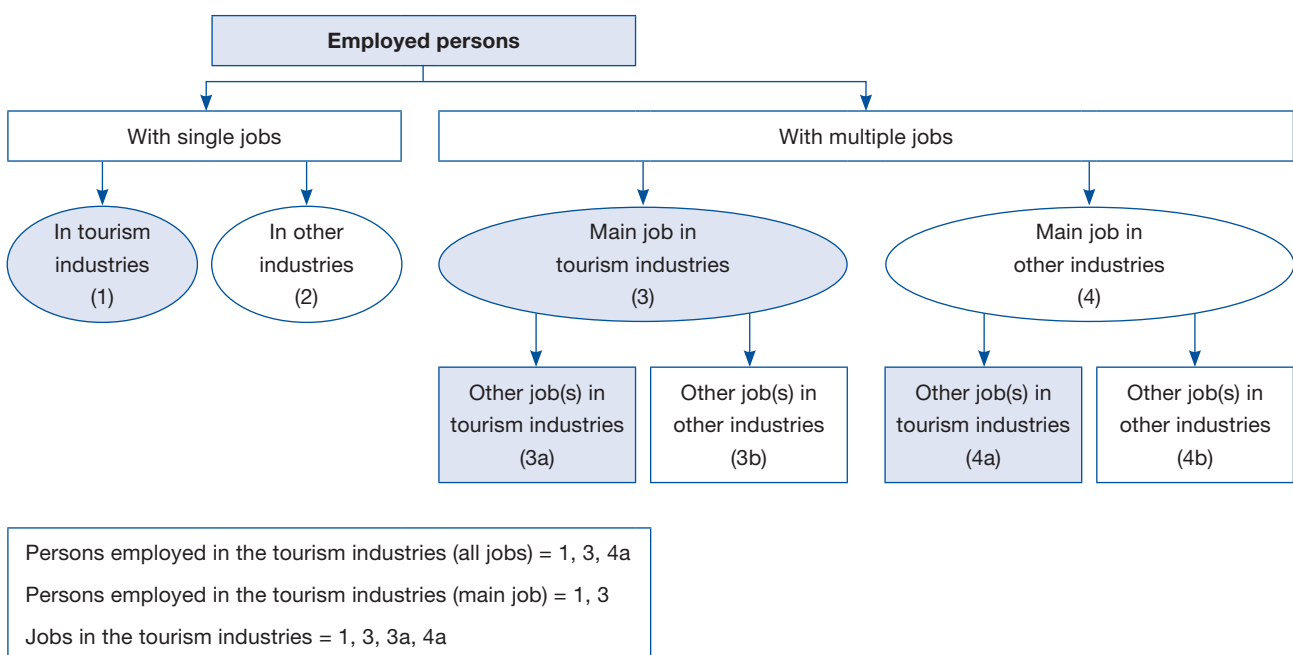 Employed persons
With single jobs
With multiple jobs
In tourism
industries
(1)
In other
industries
(2)
Main job in
tourism industries
(3)
Main job in
other industries
(4)
Other job(s) in
tourism industries
(3a)
Other job(s) in
other industries
(3b)
Other job(s) in
tourism industries
(4a)
Other job(s) in
other industries
(4b)
Persons employed in the tourism industries (all jobs) = 1, 3, 4a
Persons employed in the tourism industries (main job) = 1, 3
Jobs in the tourism industries = 1, 3, 3a, 4a